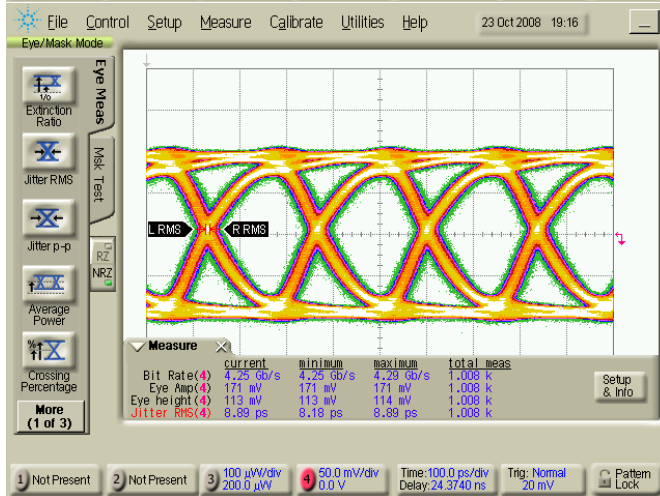 File Control Setup Measure Calibrate Utilities Help 23 Oct 2008 19:16
Eye/Mask Mode
Eye Meas
Msk Test
1/0
Extinction
Ratio
Jitter RMS
Jitter p-p
RZ
NRZ
Average
Power
%
Crossing
Percentage
More
(1 of 3)
L RMS R RMS
Measure
current minimum maximum total meas
Bit Rate(4) 4.25 Gb/s 4.25 Gb/s 4.29 Gb/s 1.008 k
Eye Amp(4) 171 mV 171 mV 171 mV 1.008 k
Eye height(4) 113 mV 113 mV 114 mV 1.008 k
Jitter RMS(4) 8.89 ps 8.18 ps 8.89 ps 1.008 k
Setup
& Info
1 Not Present
2 Not Present
3 100 µW/div
200.0 µW
4 50.0 mV/div
0.0 V
Time:100.0 ps/div
Delay:24.3740 ns
Trig: Normal
20 mV
Pattern
Lock